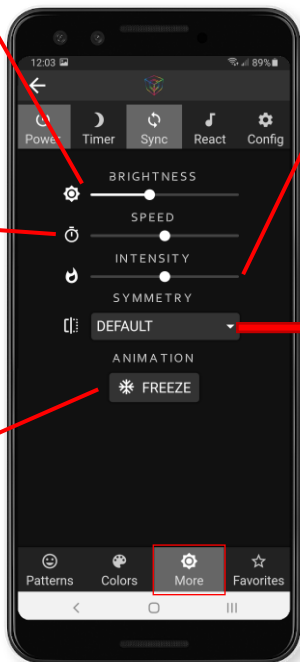 12:03 89%
Power Timer Sync React Config
BRIGHTNESS
SPEED
INTENSITY
SYMMETRY
DEFAULT
ANIMATION
FREEZE
Patterns Colors More Favorites